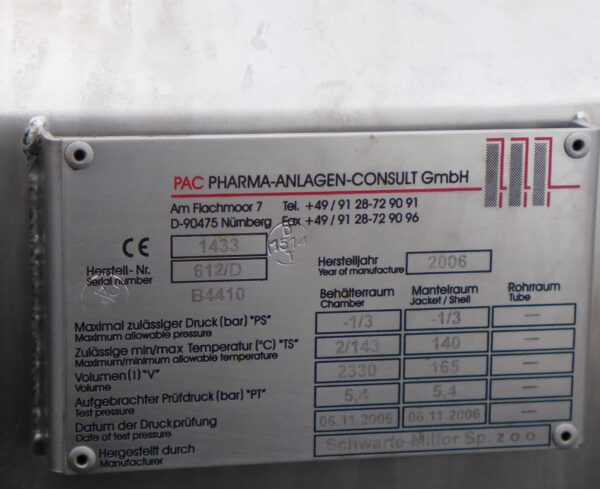 PAC PHARMA-ANLAGEN-CONSULT GmbH
Am Flachmoor 7 Tel. +49/91 28-72 90 91
D-90475 Nürnberg Fax +49/91 28-72 90 96
CE 1433
Herstell-Nr. 612/D
Serial number
B4410
Herstelljahr 2006
Year of manufacture
Behälterraum Mantelraum Rohrraum
Chamber Jacket / Shell Tube
Maximal zulässiger Druck (bar) "PS" -1/3 -1/3 —
Maximum allowable pressure
Zulässige min/max Temperatur (°C) "TS" 2/143 140 —
Maximum/minimum allowable temperature
Volumen (l) "V" 2330 165 —
Volume
Aufgebrachter Prüfdruck (bar) "PT" 5,4 5,4 —
Test pressure
Datum der Druckprüfung 06.11.2006 06.11.2006 —
Date of test pressure
Hergestellt durch Schwarte-Milfor Sp. z o.o.
Manufacturer